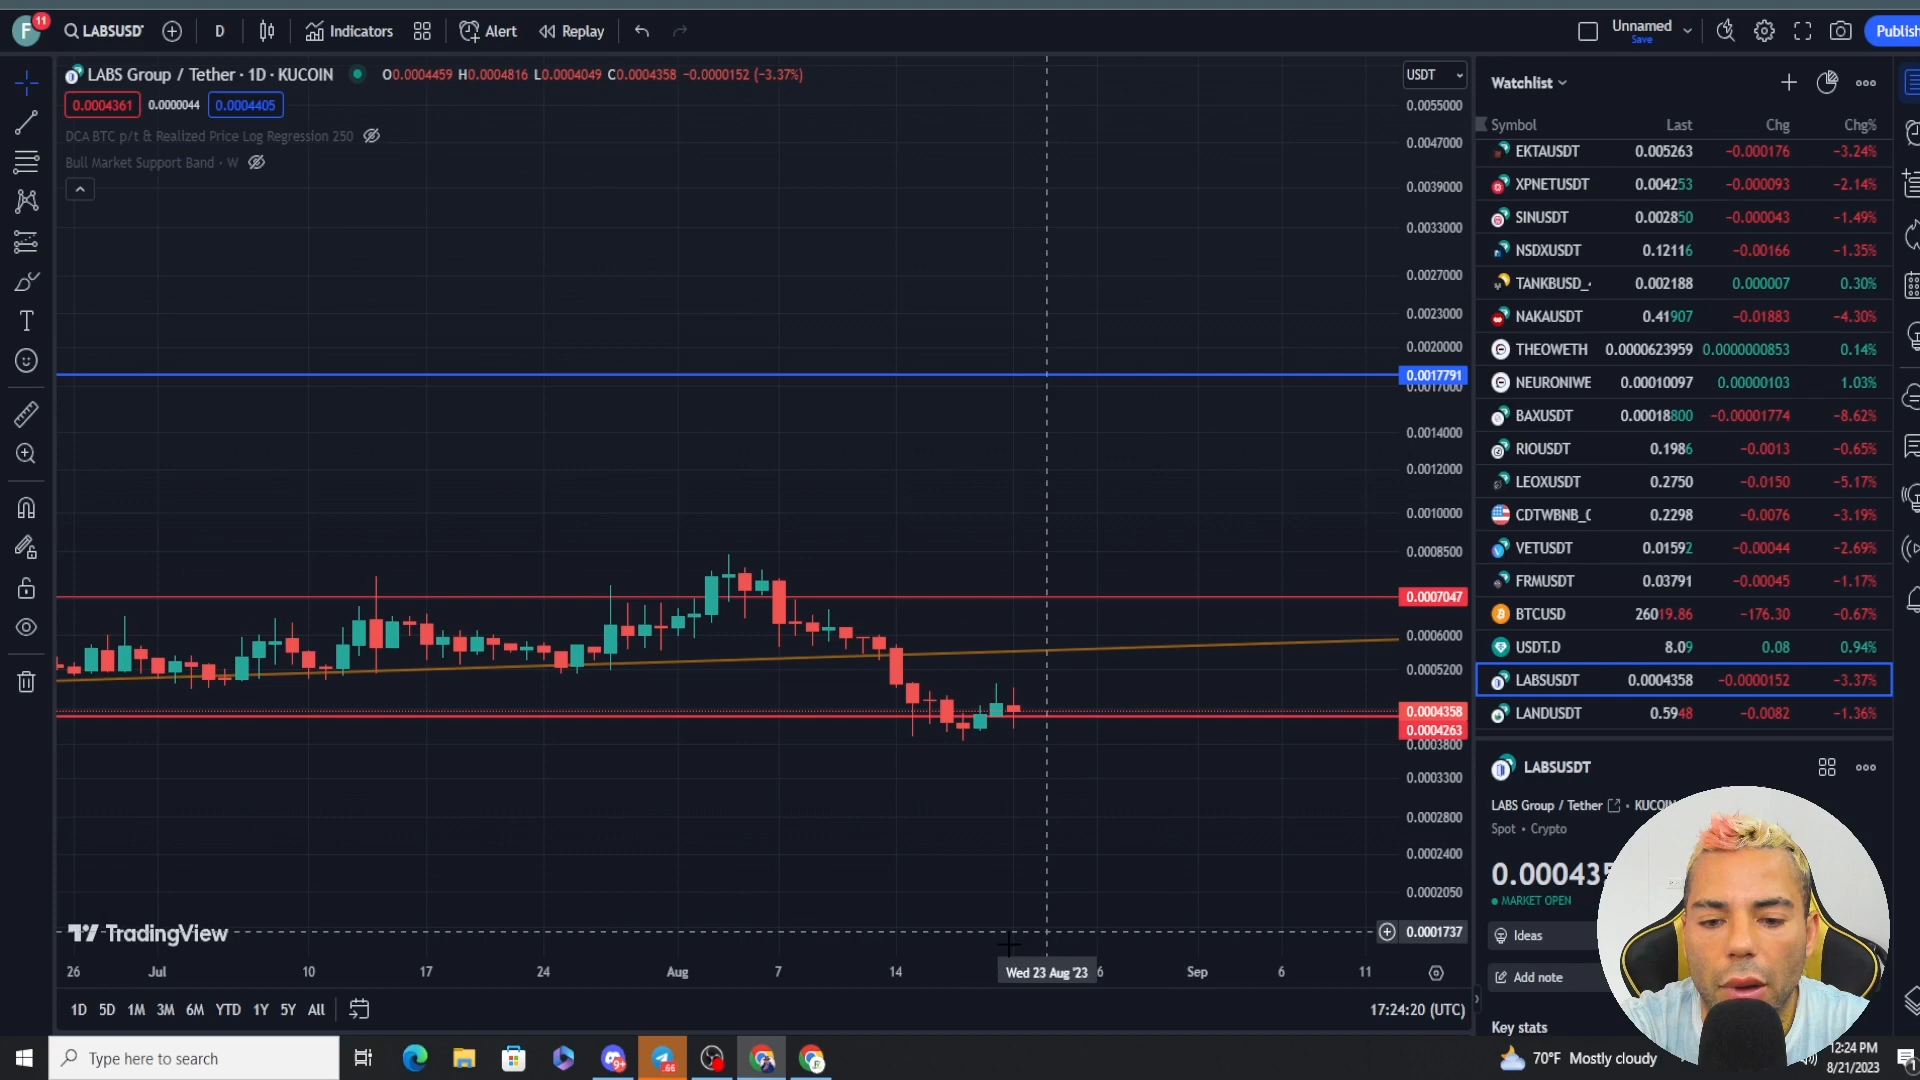 F 11 LABSUSDT D Indicators Alert Replay Unnamed Save Publish
LABS Group / Tether · 1D · KUCOIN O0.0004459 H0.0004816 L0.0004049 C0.0004358 −0.0000152 (−3.37%)
0.0004361 0.0000044 0.0004405
DCA BTC p/t & Realized Price Log Regression 250
Bull Market Support Band · W
USDT
0.0055000
0.0047000
0.0039000
0.0033000
0.0027000
0.0023000
0.0020000
0.0017791
0.0017000
0.0014000
0.0012000
0.0010000
0.0008500
0.0007047
0.0006000
0.0005200
0.0004358
0.0004263
0.0003800
0.0003300
0.0002800
0.0002400
0.0002050
0.0001737
TradingView
26 Jul 10 17 24 Aug 7 14 Wed 23 Aug '23 6 Sep 6 11
1D 5D 1M 3M 6M YTD 1Y 5Y All 17:24:20 (UTC)
Watchlist
Symbol Last Chg Chg%
EKTAUSDT 0.005263 −0.000176 −3.24%
XPNETUSDT 0.004253 −0.000093 −2.14%
SINUSDT 0.002850 −0.000043 −1.49%
NSDXUSDT 0.12116 −0.00166 −1.35%
TANKBUSD_ 0.002188 0.000007 0.30%
NAKAUSDT 0.41907 −0.01883 −4.30%
THEOWETH 0.0000623959 0.0000000853 0.14%
NEURONIWE 0.00010097 0.00000103 1.03%
BAXUSDT 0.00018800 −0.00001774 −8.62%
RIOUSDT 0.1986 −0.0013 −0.65%
LEOXUSDT 0.2750 −0.0150 −5.17%
CDTWBNB_ 0.2298 −0.0076 −3.19%
VETUSDT 0.01592 −0.00044 −2.69%
FRMUSDT 0.03791 −0.00045 −1.17%
BTCUSD 26019.86 −176.30 −0.67%
USDT.D 8.09 0.08 0.94%
LABSUSDT 0.0004358 −0.0000152 −3.37%
LANDUSDT 0.5948 −0.0082 −1.36%
LABSUSDT
LABS Group / Tether · KUCOIN
Spot • Crypto
0.000435
MARKET OPEN
Ideas
Add note
Key stats
Type here to search
9+ 66
70°F Mostly cloudy
12:24 PM
8/21/2023